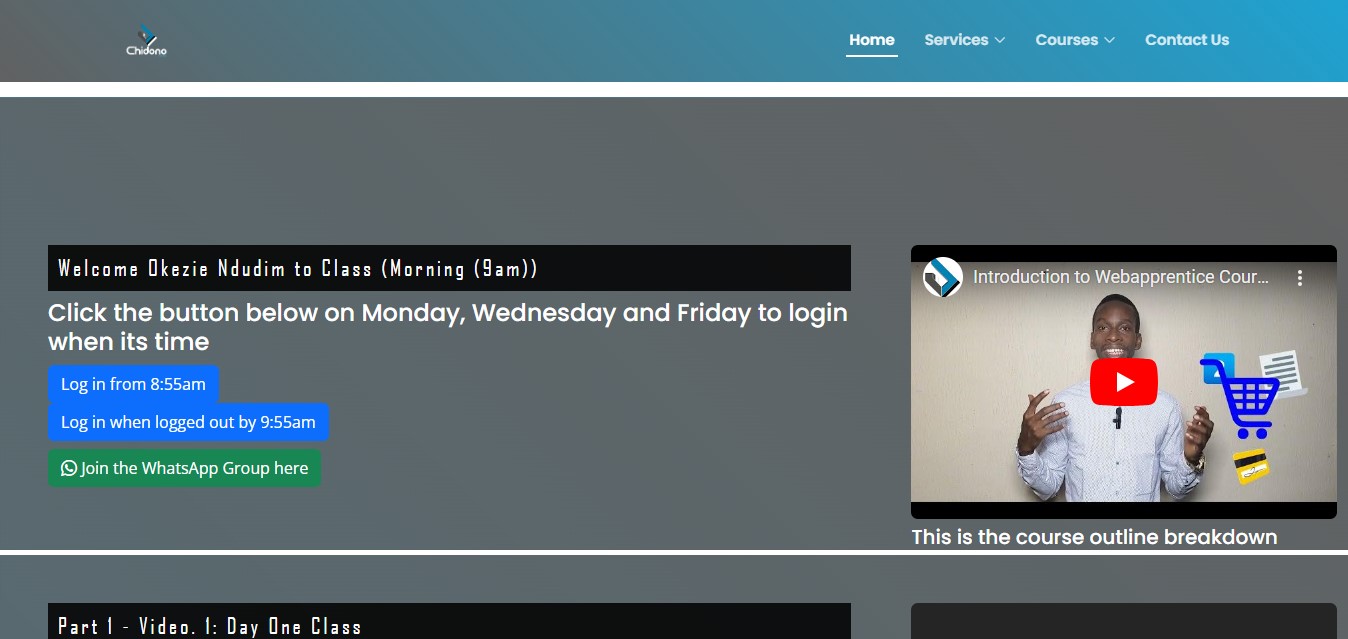 Chidono
Home
Services
Courses
Contact Us
Welcome Okezie Ndudim to Class (Morning (9am))
Click the button below on Monday, Wednesday and Friday to login
when its time
Log in from 8:55am
Log in when logged out by 9:55am
Join the WhatsApp Group here
Introduction to Webapprentice Cour...
This is the course outline breakdown
Part 1 - Video. 1: Day One Class